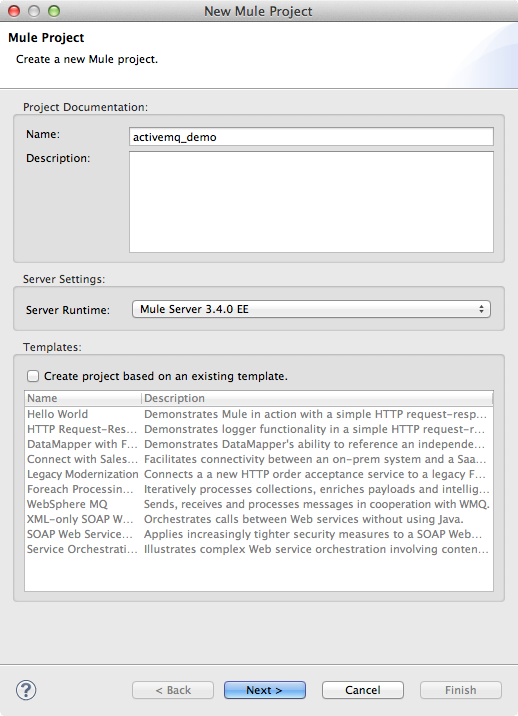 New Mule Project
Mule Project
Create a new Mule project.
Project Documentation:
Name: activemq_demo
Description:
Server Settings:
Server Runtime: Mule Server 3.4.0 EE
Templates:
Create project based on an existing template.
Name Description
Hello World Demonstrates Mule in action with a simple HTTP request-resp...
HTTP Request-Res... Demonstrates logger functionality in a simple HTTP request-r...
DataMapper with F... Demonstrates DataMapper's ability to reference an independe...
Connect with Sales... Facilitates connectivity between an on-prem system and a Saa...
Legacy Modernization Connects a a new HTTP order acceptance service to a legacy F...
Foreach Processin... Iteratively processes collections, enriches payloads and intellig...
WebSphere MQ Sends, receives and processes messages in cooperation with WMQ.
XML-only SOAP W... Orchestrates calls between Web services without using Java.
SOAP Web Service... Applies increasingly tighter security measures to a SOAP Web...
Service Orchestrati... Illustrates complex Web service orchestration involving conten...
? < Back Next > Cancel Finish